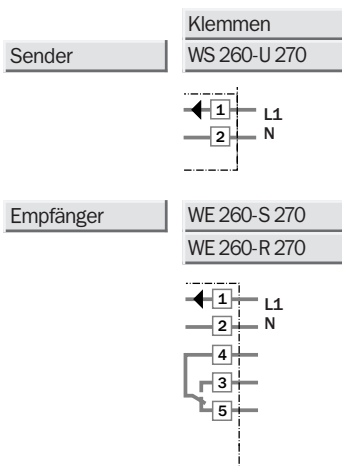 Klemmen
Sender WS 260-U 270
1 L1
2 N
Empfänger WE 260-S 270
WE 260-R 270
1 L1
2 N
4
3
5